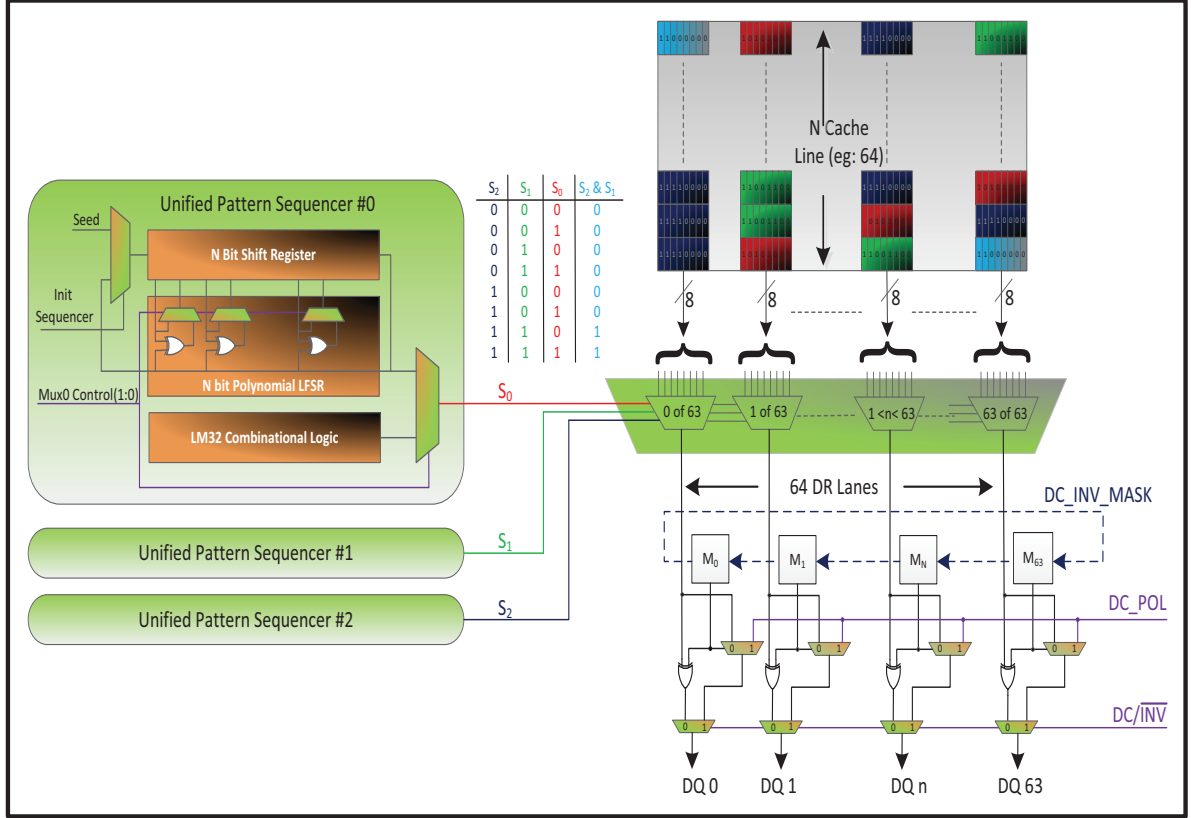 Unified Pattern Sequencer #0
Seed
N Bit Shift Register
Init
Sequencer
N bit Polynomial LFSR
Mux0 Control(1:0)
LM32 Combinational Logic
Unified Pattern Sequencer #1
Unified Pattern Sequencer #2
S0
S1
S2
S2 S1 S0 S2 & S1
0 0 0 0
0 0 1 0
0 1 0 0
0 1 1 0
1 0 0 0
1 0 1 0
1 1 0 1
1 1 1 1
11000000
11110000
N Cache
Line (eg: 64)
11110000
11110000
11110000
11110000
8 8 8 8
0 of 63 1 of 63 1 <n< 63 63 of 63
64 DR Lanes
DC_INV_MASK
M0 M1 MN M63
DC_POL
0 1 0 1 0 1 0 1
DC/INV
0 1 0 1 0 1 0 1
DQ 0 DQ 1 DQ n DQ 63